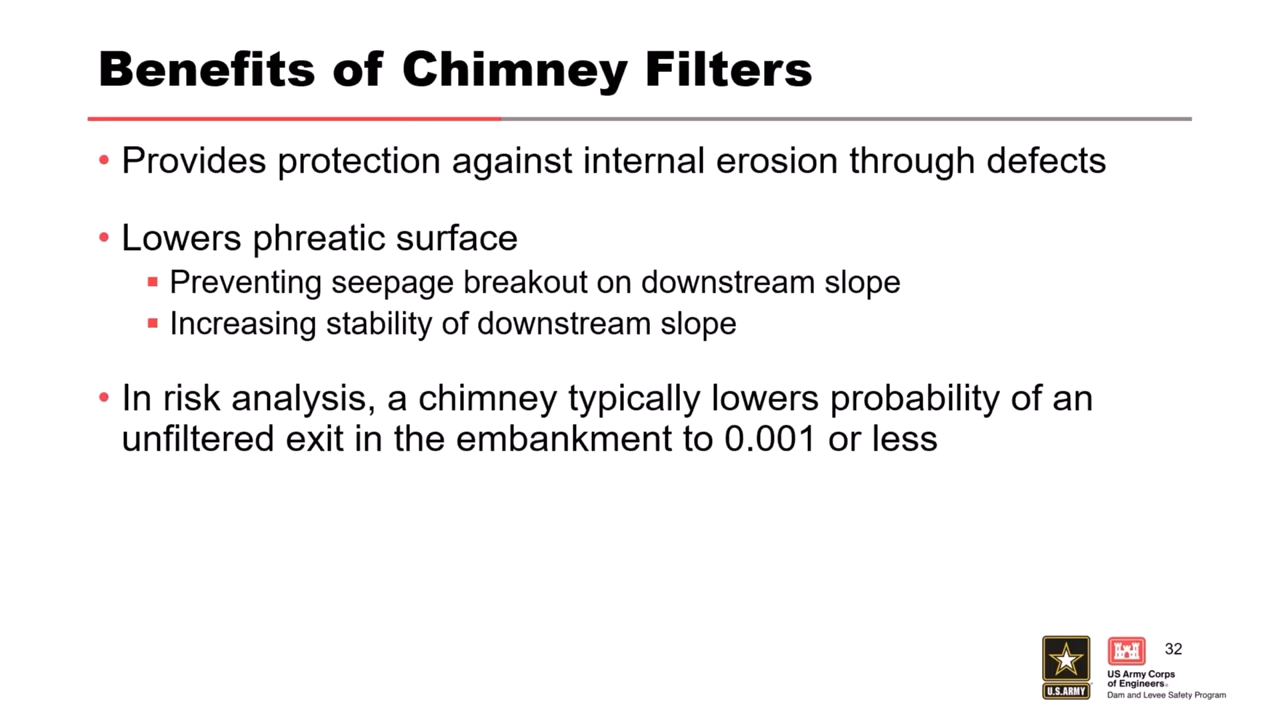 Benefits of Chimney Filters
• Provides protection against internal erosion through defects
• Lowers phreatic surface
▪ Preventing seepage breakout on downstream slope
▪ Increasing stability of downstream slope
• In risk analysis, a chimney typically lowers probability of an
unfiltered exit in the embankment to 0.001 or less
32
U.S.ARMY
US Army Corps
of Engineers®
Dam and Levee Safety Program